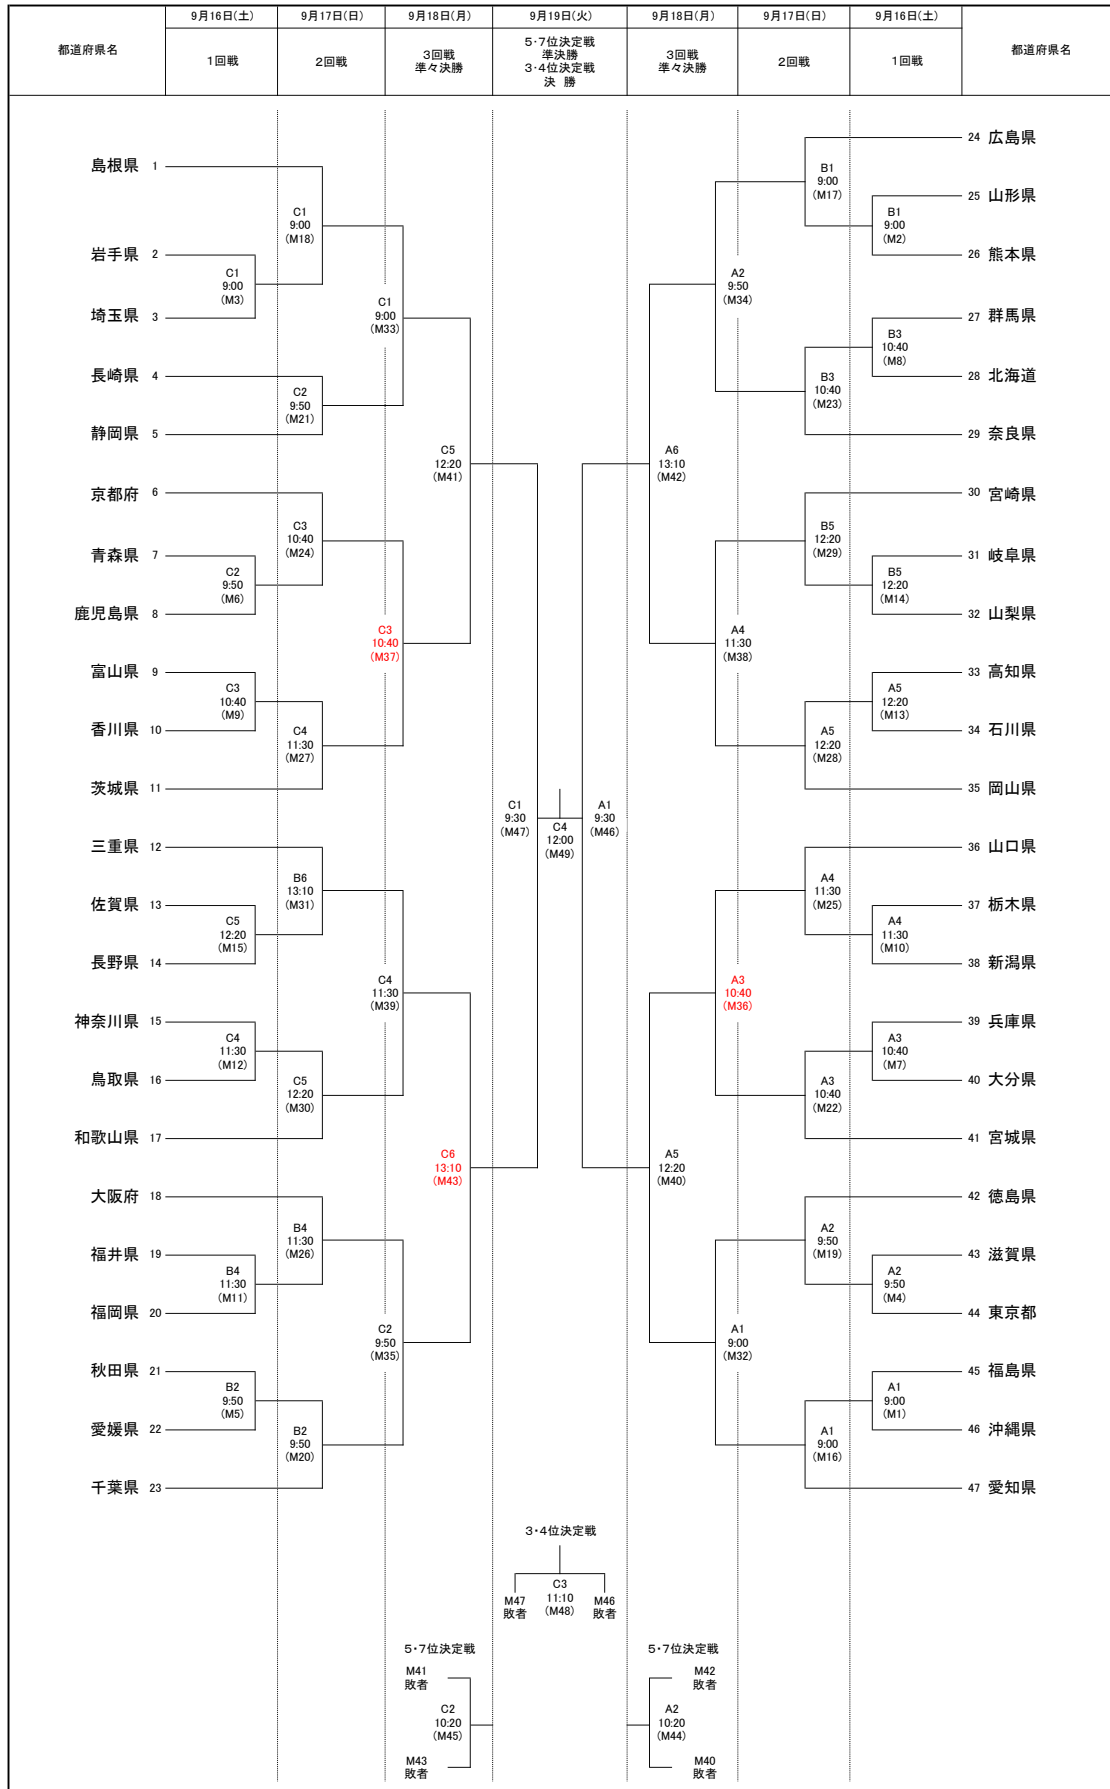 都道府県名
9月16日(土)
9月17日(日)
9月18日(月)
9月19日(火)
9月18日(月)
9月17日(日)
9月16日(土)
都道府県名
1回戦
2回戦
3回戦
準々決勝
5・7位決定戦
準決勝
3・4位決定戦
決 勝
3回戦
準々決勝
2回戦
1回戦
島根県 1
岩手県 2
埼玉県 3
長崎県 4
静岡県 5
京都府 6
青森県 7
鹿児島県 8
富山県 9
香川県 10
茨城県 11
三重県 12
佐賀県 13
長野県 14
神奈川県 15
鳥取県 16
和歌山県 17
大阪府 18
福井県 19
福岡県 20
秋田県 21
愛媛県 22
千葉県 23
C1
9:00
(M3)
C2
9:50
(M6)
C3
10:40
(M9)
C5
12:20
(M15)
C4
11:30
(M12)
B4
11:30
(M11)
B2
9:50
(M5)
C1
9:00
(M18)
C2
9:50
(M21)
C3
10:40
(M24)
C4
11:30
(M27)
B6
13:10
(M31)
C5
12:20
(M30)
B4
11:30
(M26)
B2
9:50
(M20)
C1
9:00
(M33)
C3
10:40
(M37)
C4
11:30
(M39)
C2
9:50
(M35)
C5
12:20
(M41)
C6
13:10
(M43)
C1
9:30
(M47)
C4
12:00
(M49)
A1
9:30
(M46)
A6
13:10
(M42)
A5
12:20
(M40)
A2
9:50
(M34)
A4
11:30
(M38)
A3
10:40
(M36)
A1
9:00
(M32)
B1
9:00
(M17)
B3
10:40
(M23)
B5
12:20
(M29)
A5
12:20
(M28)
A4
11:30
(M25)
A3
10:40
(M22)
A2
9:50
(M19)
A1
9:00
(M16)
B1
9:00
(M2)
B3
10:40
(M8)
B5
12:20
(M14)
A5
12:20
(M13)
A4
11:30
(M10)
A3
10:40
(M7)
A2
9:50
(M4)
A1
9:00
(M1)
24 広島県
25 山形県
26 熊本県
27 群馬県
28 北海道
29 奈良県
30 宮崎県
31 岐阜県
32 山梨県
33 高知県
34 石川県
35 岡山県
36 山口県
37 栃木県
38 新潟県
39 兵庫県
40 大分県
41 宮城県
42 徳島県
43 滋賀県
44 東京都
45 福島県
46 沖縄県
47 愛知県
3・4位決定戦
M47
敗者
C3
11:10
(M48)
M46
敗者
5・7位決定戦
M41
敗者
C2
10:20
(M45)
M43
敗者
5・7位決定戦
M42
敗者
A2
10:20
(M44)
M40
敗者